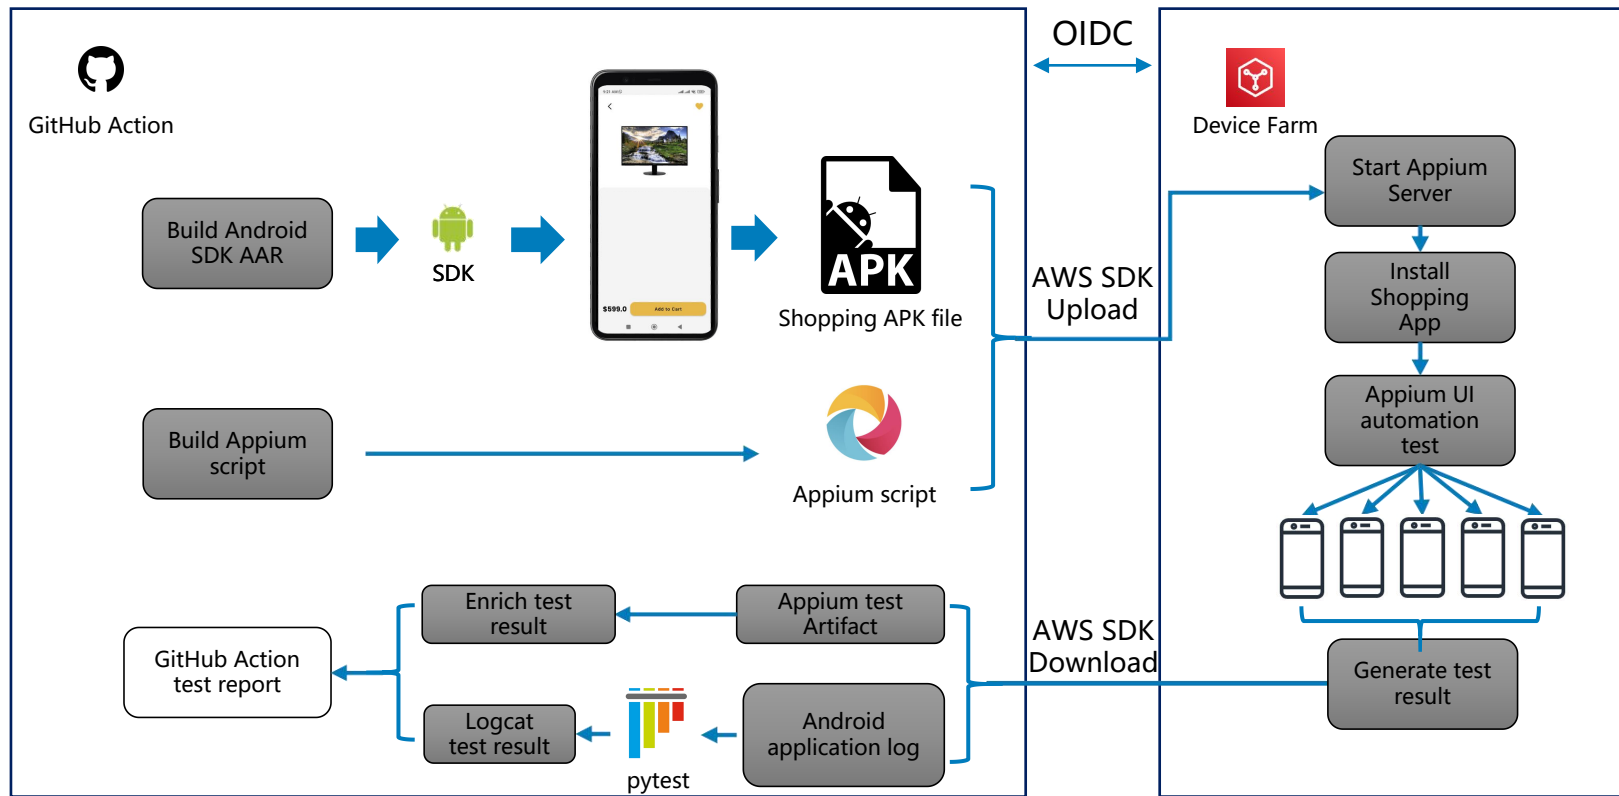 OIDC
GitHub Action
Device Farm
Start Appium
Server
Build Android
SDK AAR
SDK
$599.0
Add to Cart
APK
Shopping APK file
AWS SDK
Upload
Install
Shopping
App
Appium UI
automation
test
Build Appium
script
Appium script
Enrich test
result
Appium test
Artifact
AWS SDK
Download
GitHub Action
test report
Generate test
result
Logcat
test result
pytest
Android
application log